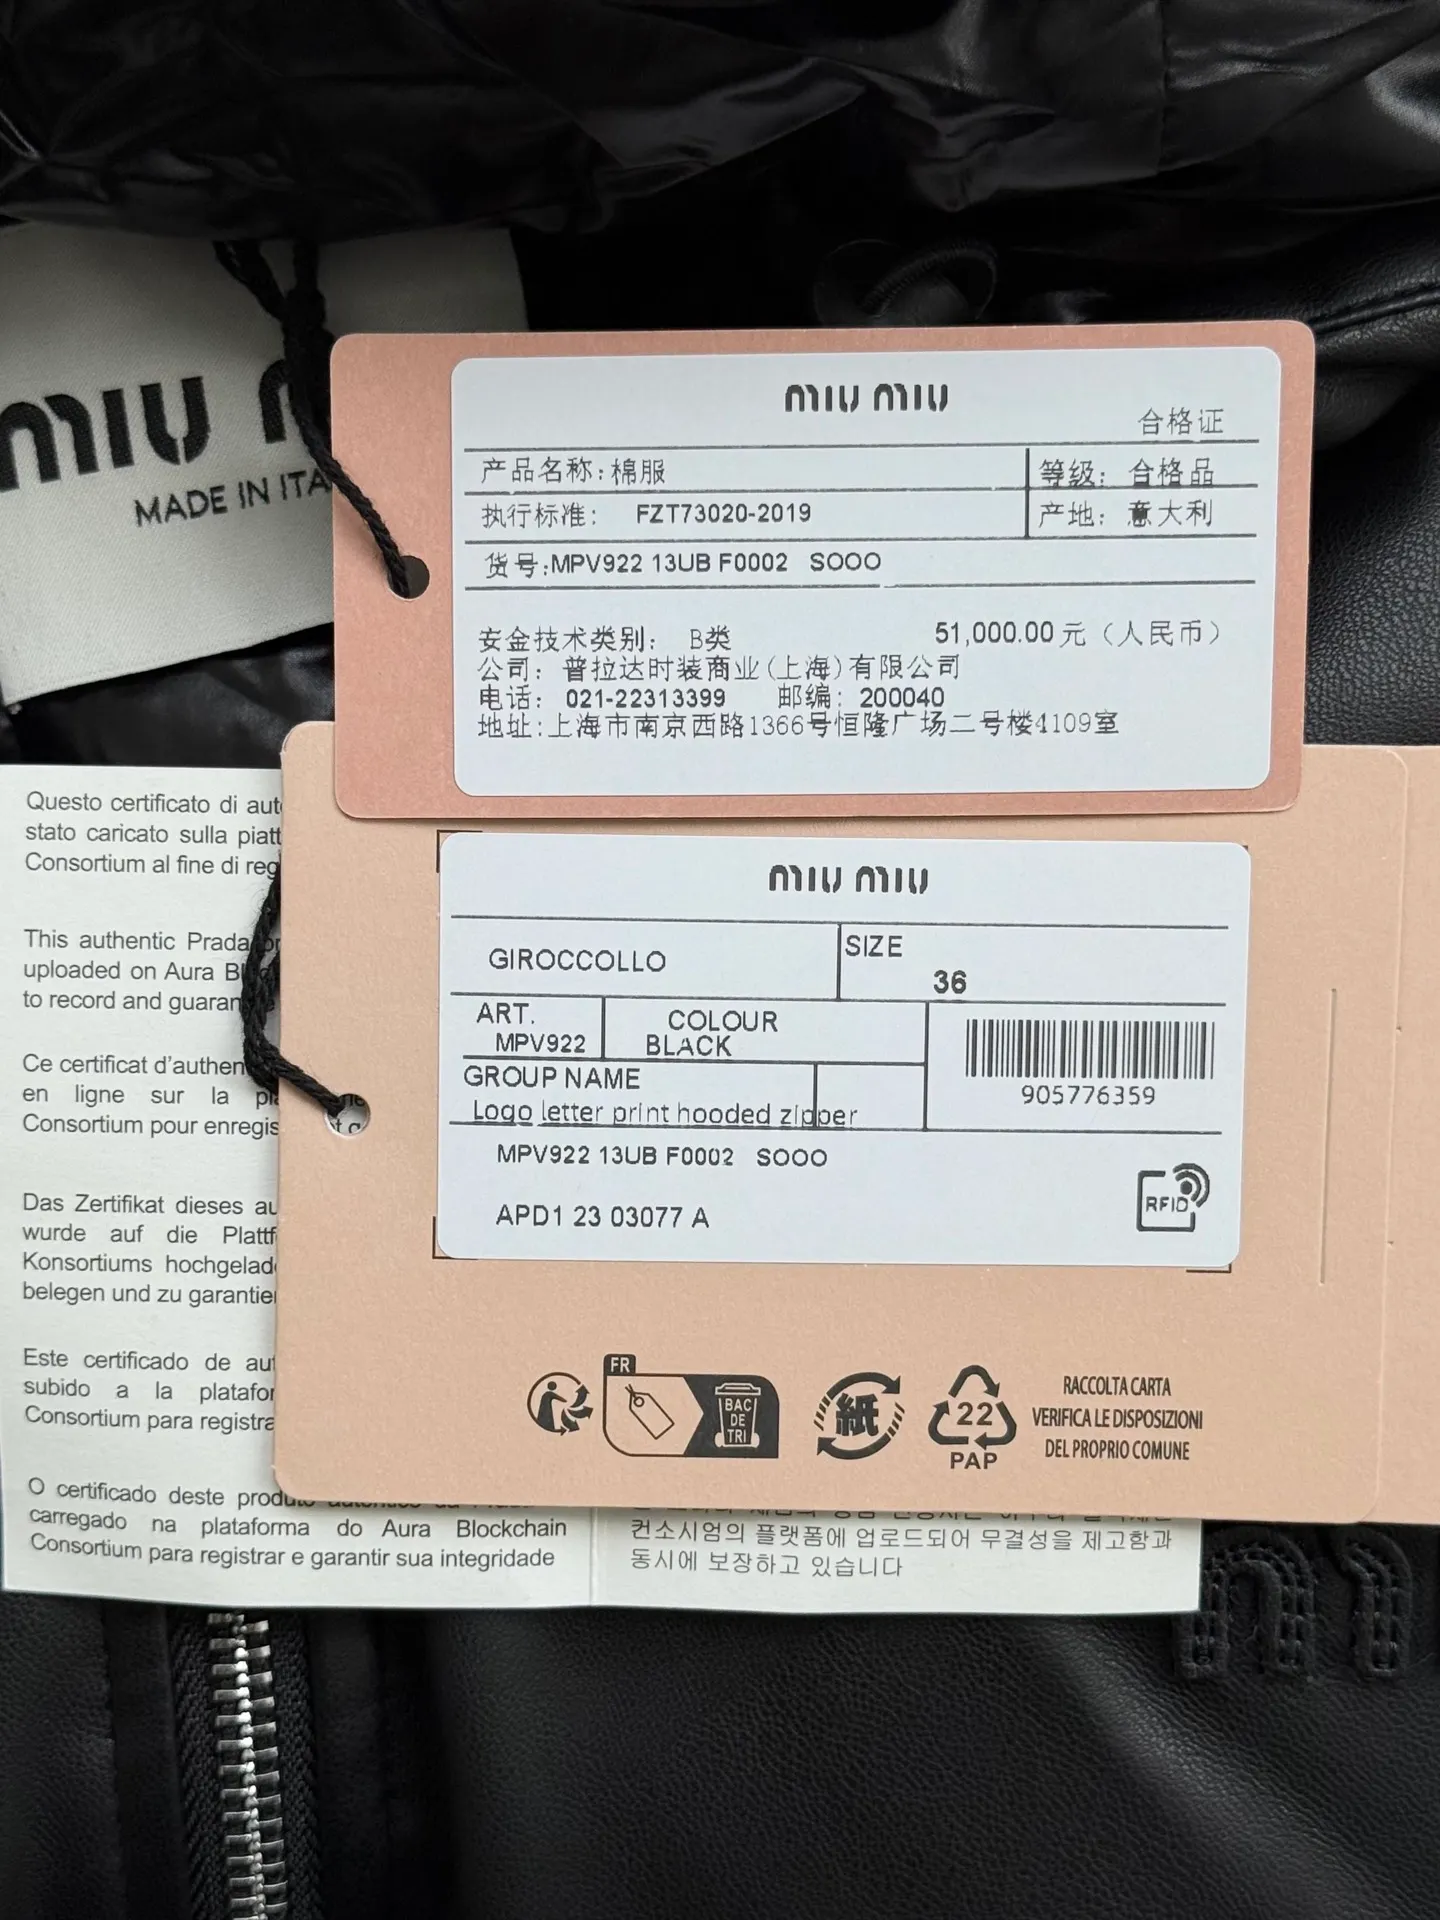 MIU M
MADE IN ITA
miu miu
合格证
产品名称:棉服
等级: 合格品
执行标准: FZT73020-2019
产地: 意大利
货号:MPV922 13UB F0002 SOOO
安金技术类别: B类
51,000.00元（人民币）
公司: 普拉达时装商业(上海)有限公司
电话: 021-22313399 邮编: 200040
地址:上海市南京西路1366号恒隆广场二号楼4109室
miu miu
GIROCCOLLO
SIZE
36
ART.
MPV922
COLOUR
BLACK
905776359
GROUP NAME
Logo letter print hooded zipper
MPV922 13UB F0002 SOOO
RFID
APD1 23 03077 A
FR
BAC
DE
TRI
紙
22
PAP
RACCOLTA CARTA
VERIFICA LE DISPOSIZIONI
DEL PROPRIO COMUNE
Questo certificato di aut
stato caricato sulla piatt
Consortium al fine di reg
This authentic Prada pr
uploaded on Aura Bl
to record and guaran
Ce certificat d'authen
en ligne sur la pl
Consortium pour enregis
Das Zertifikat dieses au
wurde auf die Plattf
Konsortiums hochgelad
belegen und zu garantie
Este certificado de aut
subido a la platafor
Consortium para registra
O certificado deste produto
carregado na plataforma do Aura Blockchain
Consortium para registrar e garantir sua integridade
컨소시엄의 플랫폼에 업로드되어 무결성을 제고함과
동시에 보장하고 있습니다